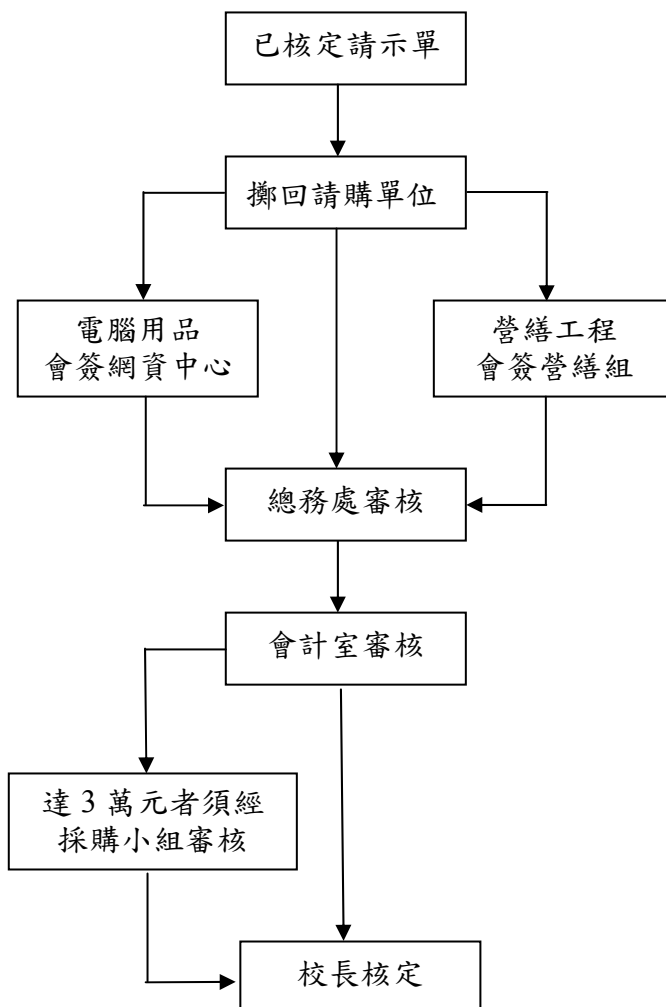 已核定請示單
擲回請購單位
電腦用品
會簽網資中心
營繕工程
會簽營繕組
總務處審核
會計室審核
達 3 萬元者須經
採購小組審核
校長核定